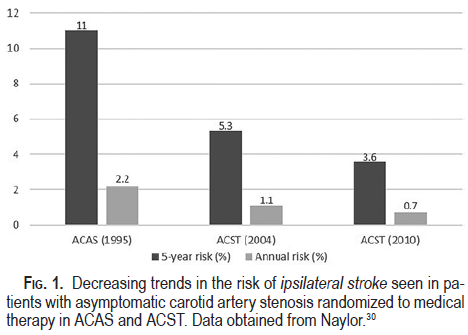 12
10
8
6
4
2
0
11
2.2
5.3
1.1
3.6
0.7
ACAS (1995) ACST (2004) ACST (2010)
5-year risk (%) Annual risk (%)
FIG. 1. Decreasing trends in the risk of ipsilateral stroke seen in pa-
tients with asymptomatic carotid artery stenosis randomized to medical
therapy in ACAS and ACST. Data obtained from Naylor.30